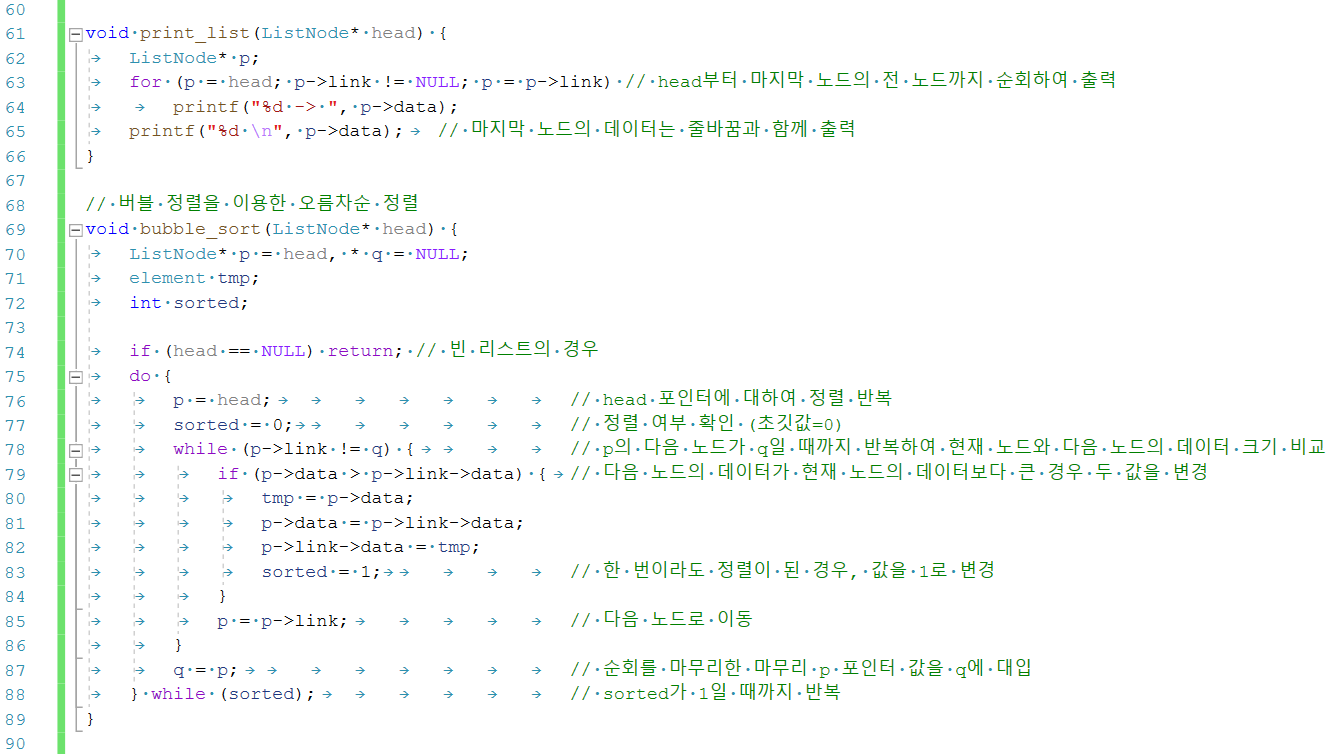 60
61 void print_list(ListNode* head) {
62 ListNode* p;
63 for (p = head; p->link != NULL; p = p->link) // head부터 마지막 노드의 전 노드까지 순회하여 출력
64 printf("%d -> ", p->data);
65 printf("%d \n", p->data); // 마지막 노드의 데이터는 줄바꿈과 함께 출력
66 }
67
68 // 버블 정렬을 이용한 오름차순 정렬
69 void bubble_sort(ListNode* head) {
70 ListNode* p = head, * q = NULL;
71 element tmp;
72 int sorted;
73
74 if (head == NULL) return; // 빈 리스트의 경우
75 do {
76 p = head; // head 포인터에 대하여 정렬 반복
77 sorted = 0; // 정렬 여부 확인 (초깃값=0)
78 while (p->link != q) { // p의 다음 노드가 q일 때까지 반복하여 현재 노드와 다음 노드의 데이터 크기 비교
79 if (p->data > p->link->data) { // 다음 노드의 데이터가 현재 노드의 데이터보다 큰 경우 두 값을 변경
80 tmp = p->data;
81 p->data = p->link->data;
82 p->link->data = tmp;
83 sorted = 1; // 한 번이라도 정렬이 된 경우, 값을 1로 변경
84 }
85 p = p->link; // 다음 노드로 이동
86 }
87 q = p; // 순회를 마무리한 마무리 p 포인터 값을 q에 대입
88 } while (sorted); // sorted가 1일 때까지 반복
89 }
90